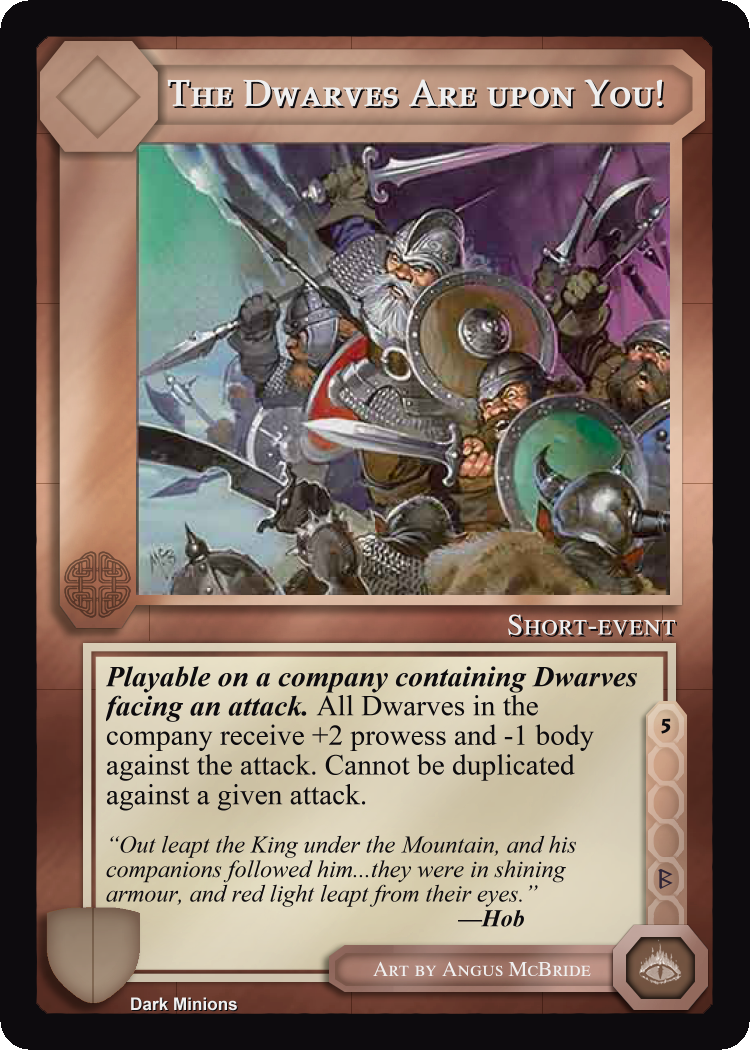 The Dwarves Are upon You!
McB
Short-event
Playable on a company containing Dwarves
facing an attack. All Dwarves in the
company receive +2 prowess and -1 body
against the attack. Cannot be duplicated
against a given attack.
5
“Out leapt the King under the Mountain, and his
companions followed him...they were in shining
armour, and red light leapt from their eyes.”
—Hob
ᛒ
Art by Angus McBride
Dark Minions